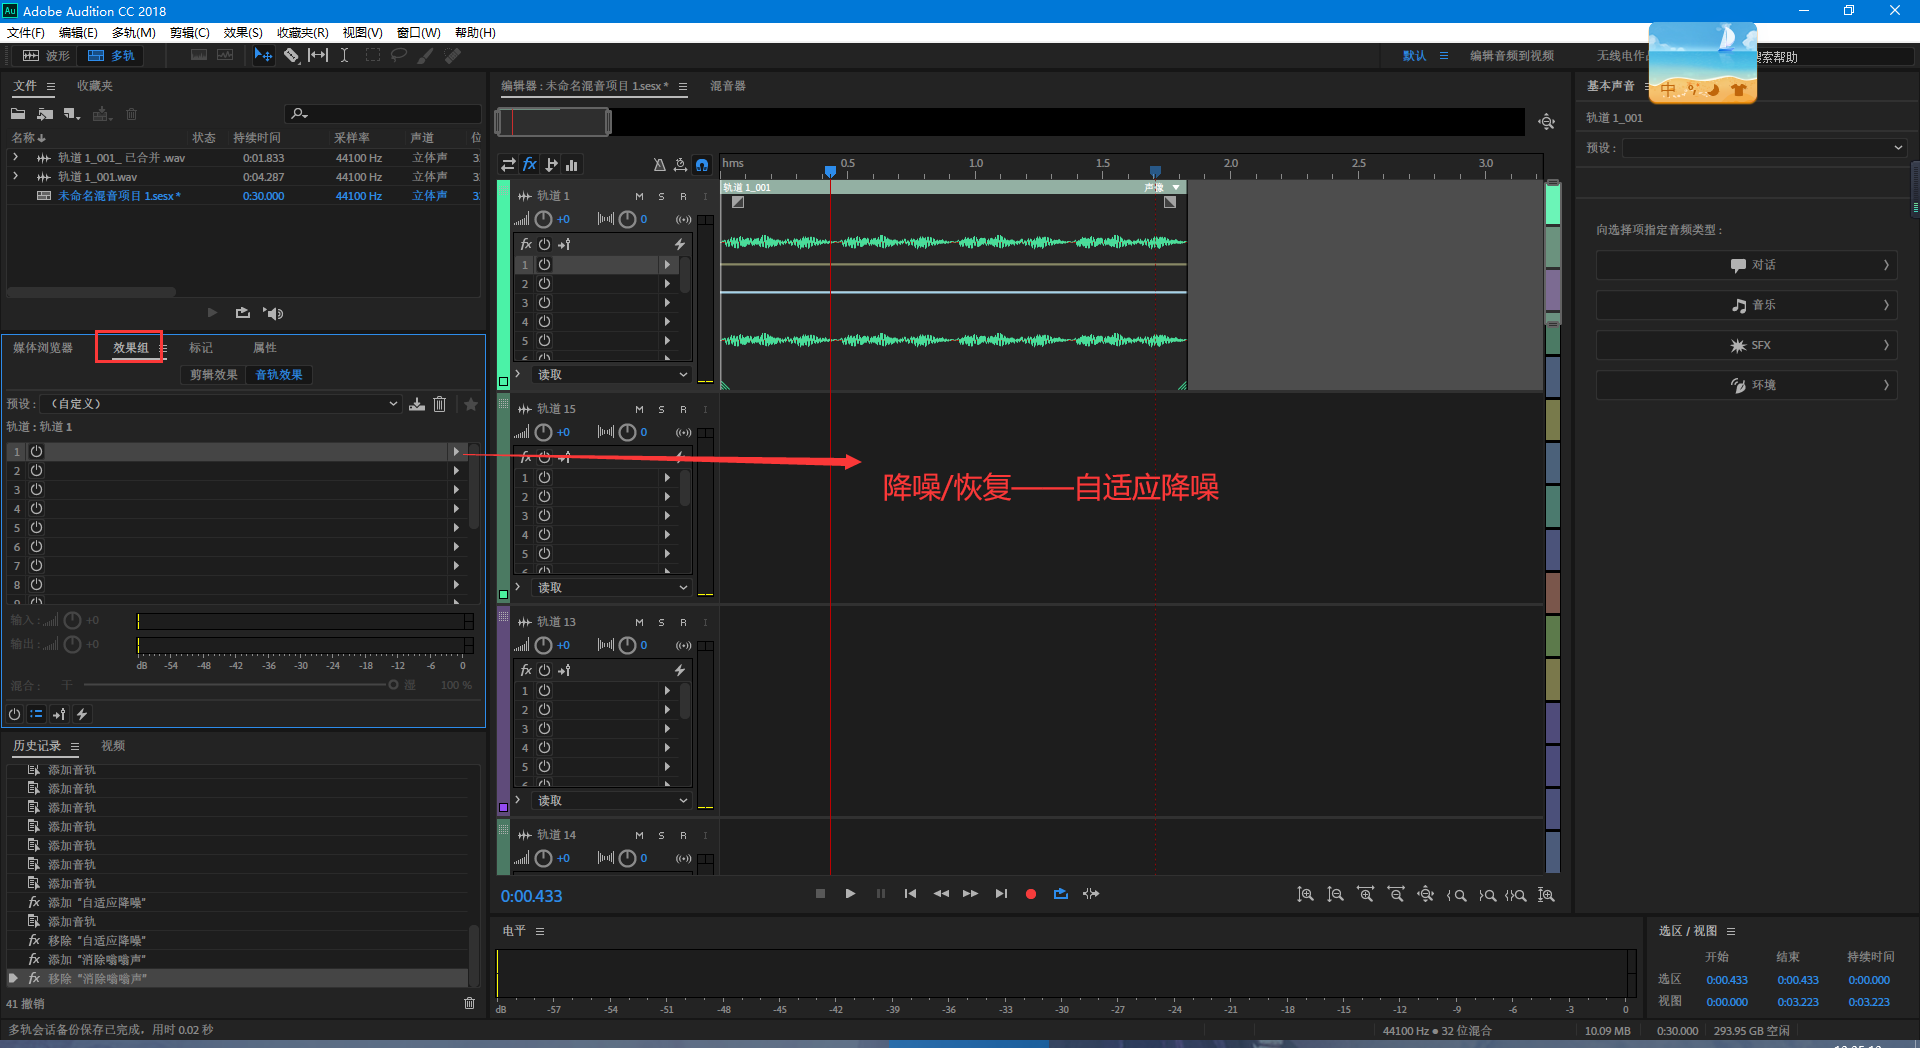 Adobe Audition CC 2018
文件(F) 编辑(E) 多轨(M) 剪辑(C) 效果(S) 收藏夹(R) 视图(V) 窗口(W) 帮助(H)
波形 多轨 默认 编辑音频到视频 无线电作 搜索帮助
中
文件 收藏夹
名称 状态 持续时间 采样率 声道 位
轨道 1_001_ 已合并 .wav 0:01.833 44100 Hz 立体声 32
轨道 1_001.wav 0:04.287 44100 Hz 立体声 32
未命名混音项目 1.sesx * 0:30.000 44100 Hz 立体声 32
媒体浏览器 效果组 标记 属性
剪辑效果 音轨效果
预设: (自定义)
轨道: 轨道 1
1
2
3
4
5
6
7
8
9
输入: +0
输出: +0
dB -54 -48 -42 -36 -30 -24 -18 -12 -6 0
混合: 干 湿 100 %
历史记录 视频
添加音轨
添加音轨
添加音轨
添加音轨
添加音轨
添加音轨
添加音轨
fx 添加 "自适应降噪"
添加音轨
fx 移除 "自适应降噪"
fx 添加 "消除嗡嗡声"
fx 移除 "消除嗡嗡声"
41 撤销
多轨会话备份保存已完成，用时 0.02 秒
编辑器: 未命名混音项目 1.sesx * 混音器
fx
hms 0.5 1.0 1.5 2.0 2.5 3.0
轨道 1_001 声像
轨道 1 M S R I
+0 0
fx
1
2
3
4
5
6
读取
轨道 15 M S R I
+0 0
fx
1
2
3
4
5
6
读取
降噪/恢复——自适应降噪
轨道 13 M S R I
+0 0
fx
1
2
3
4
5
6
读取
轨道 14 M S R I
+0 0
0:00.433
电平
dB -57 -54 -51 -48 -45 -42 -39 -36 -33 -30 -27 -24 -21 -18 -15 -12 -9 -6 -3 0
基本声音
轨道 1_001
预设:
向选择项指定音频类型:
对话
音乐
SFX
环境
选区 / 视图
开始 结束 持续时间
选区 0:00.433 0:00.433 0:00.000
视图 0:00.000 0:03.223 0:03.223
44100 Hz ● 32 位混合 10.09 MB 0:30.000 293.95 GB 空闲